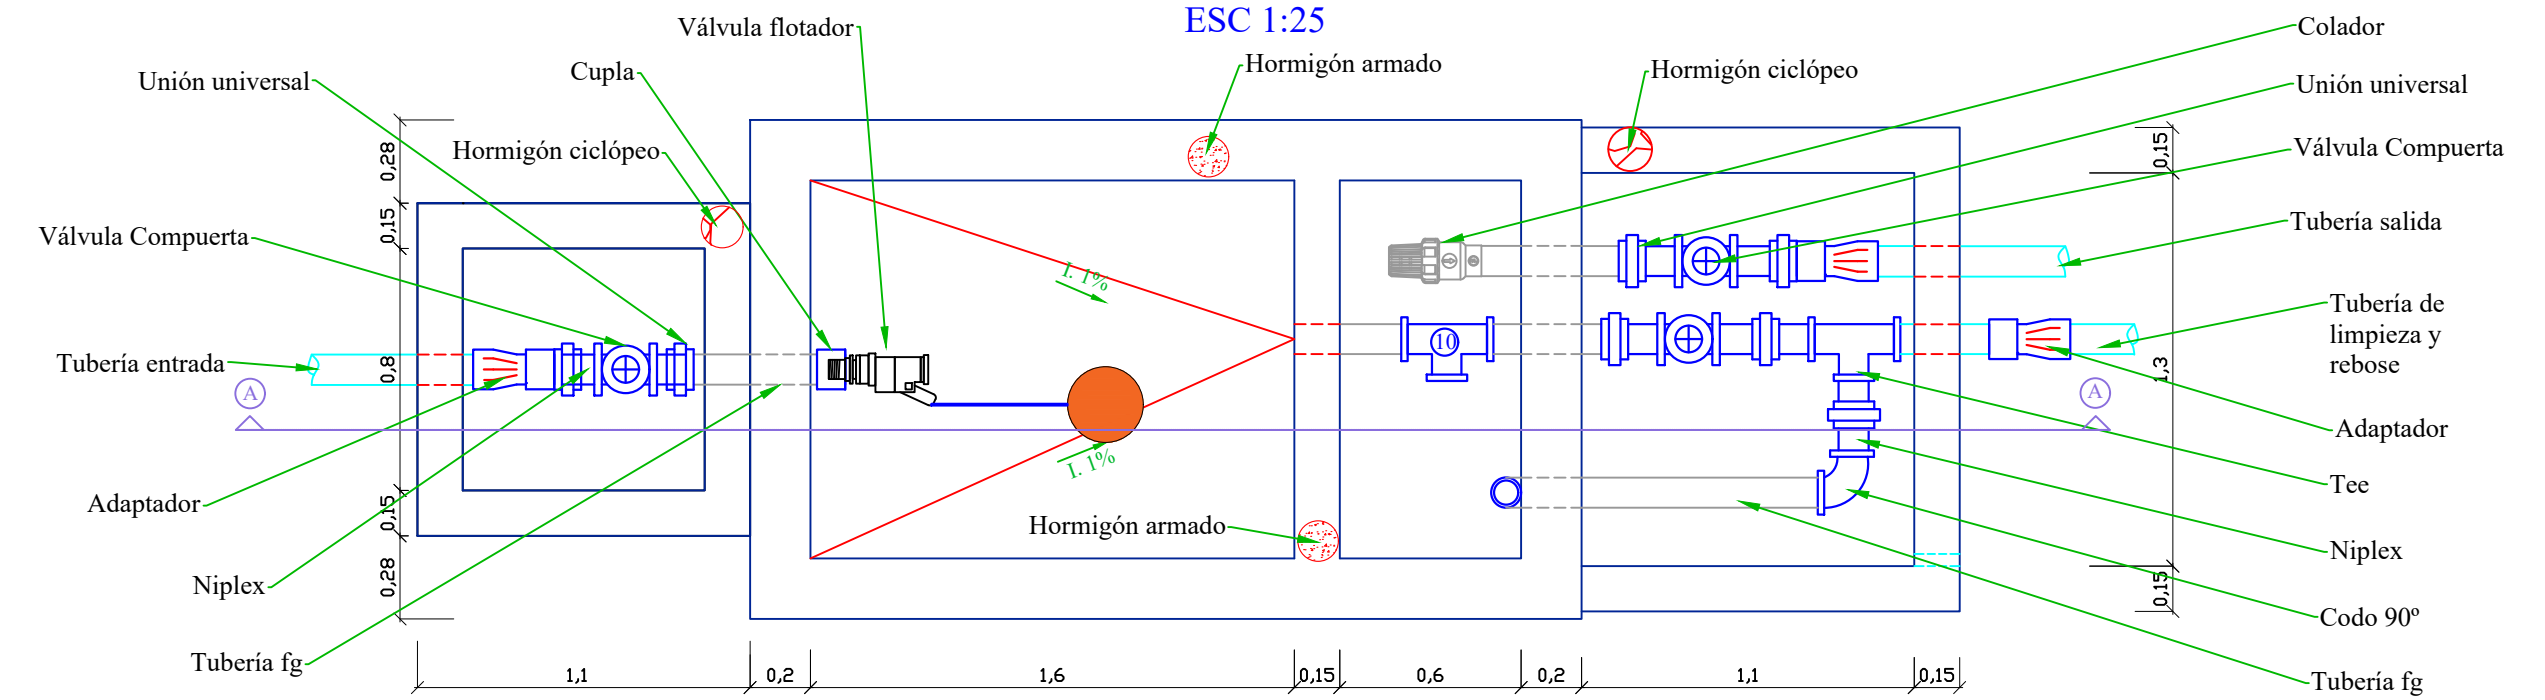 ESC 1:25
Válvula flotador
Colador
Cupla
Hormigón armado
Hormigón ciclópeo
Unión universal
Unión universal
Hormigón ciclópeo
Válvula Compuerta
0,28
0,15
0,15
Válvula Compuerta
Tubería salida
I. 1%
Tubería de
limpieza y
rebose
10
Tubería entrada
0,8
1,3
A
A
Adaptador
I. 1%
Tee
Adaptador
0,15
Hormigón armado
Niplex
0,28
Niplex
0,15
Codo 90º
Tubería fg
Tubería fg
1,1
0,2
1,6
0,15
0,6
0,2
1,1
0,15